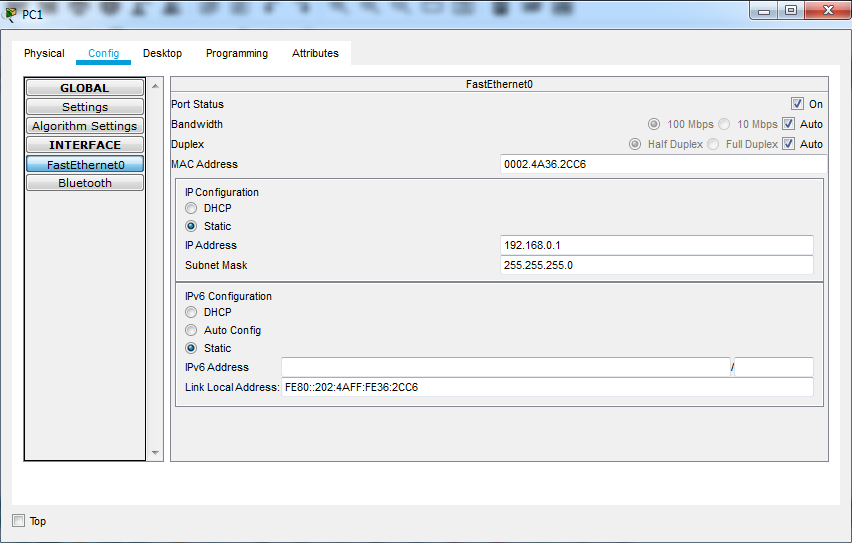 PC1
Physical Config Desktop Programming Attributes
GLOBAL
Settings
Algorithm Settings
INTERFACE
FastEthernet0
Bluetooth
FastEthernet0
Port Status On
Bandwidth 100 Mbps 10 Mbps Auto
Duplex Half Duplex Full Duplex Auto
MAC Address 0002.4A36.2CC6
IP Configuration
DHCP
Static
IP Address 192.168.0.1
Subnet Mask 255.255.255.0
IPv6 Configuration
DHCP
Auto Config
Static
IPv6 Address /
Link Local Address: FE80::202:4AFF:FE36:2CC6
Top